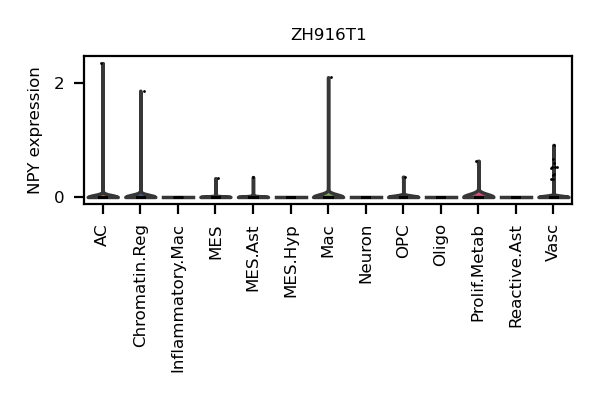 ZH916T1
NPY expression
2
0
AC
Chromatin.Reg
Inflammatory.Mac
MES
MES.Ast
MES.Hyp
Mac
Neuron
OPC
Oligo
Prolif.Metab
Reactive.Ast
Vasc